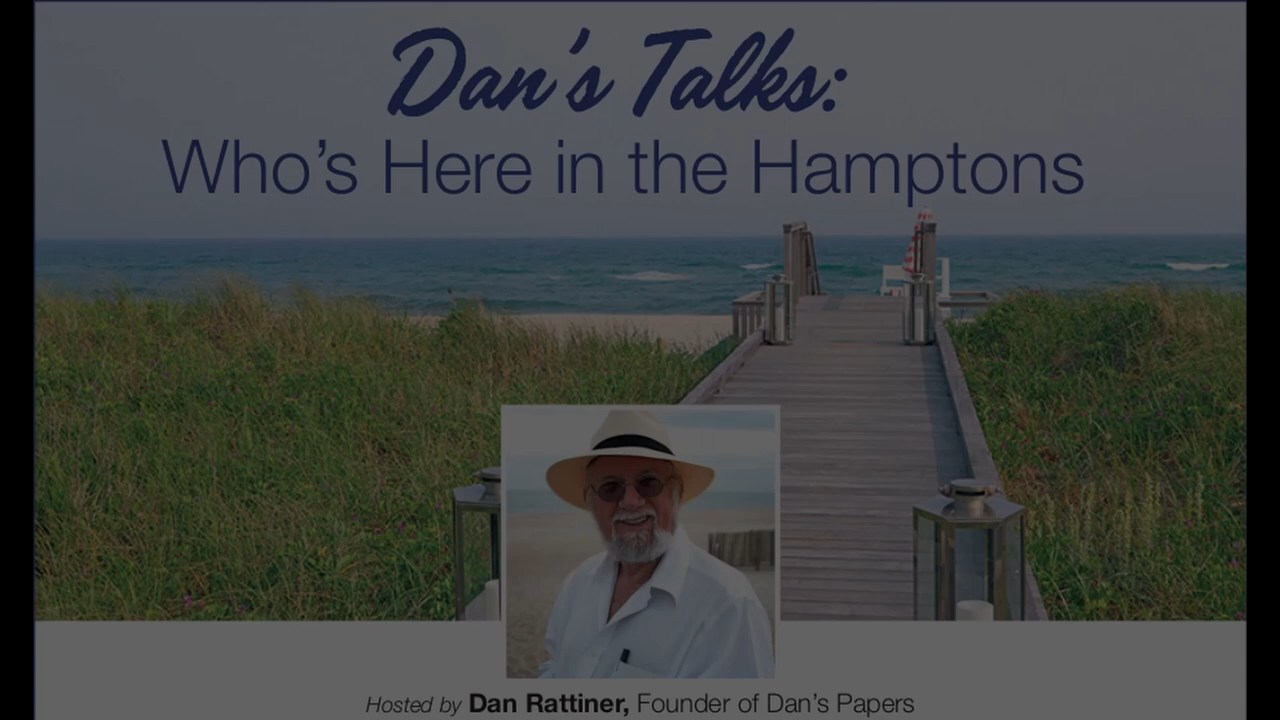 Dan's Talks:
Who's Here in the Hamptons
Hosted by Dan Rattiner, Founder of Dan's Papers